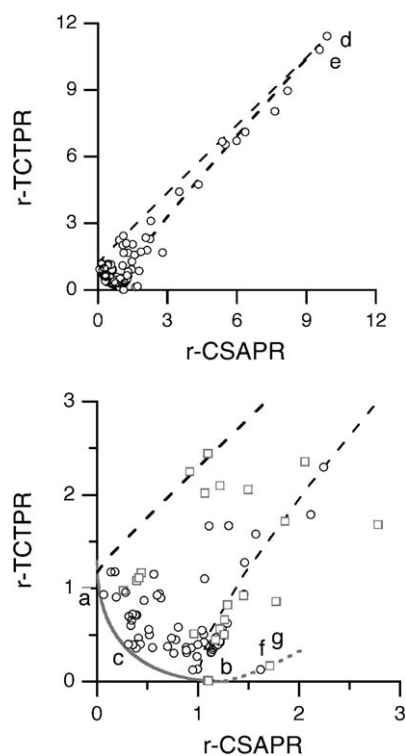 12
9
6
3
0
r-TCTPR
d
e
0 3 6 9 12
r-CSAPR
3
2
1
0
r-TCTPR
a
c
b
f
g
0 1 2 3
r-CSAPR